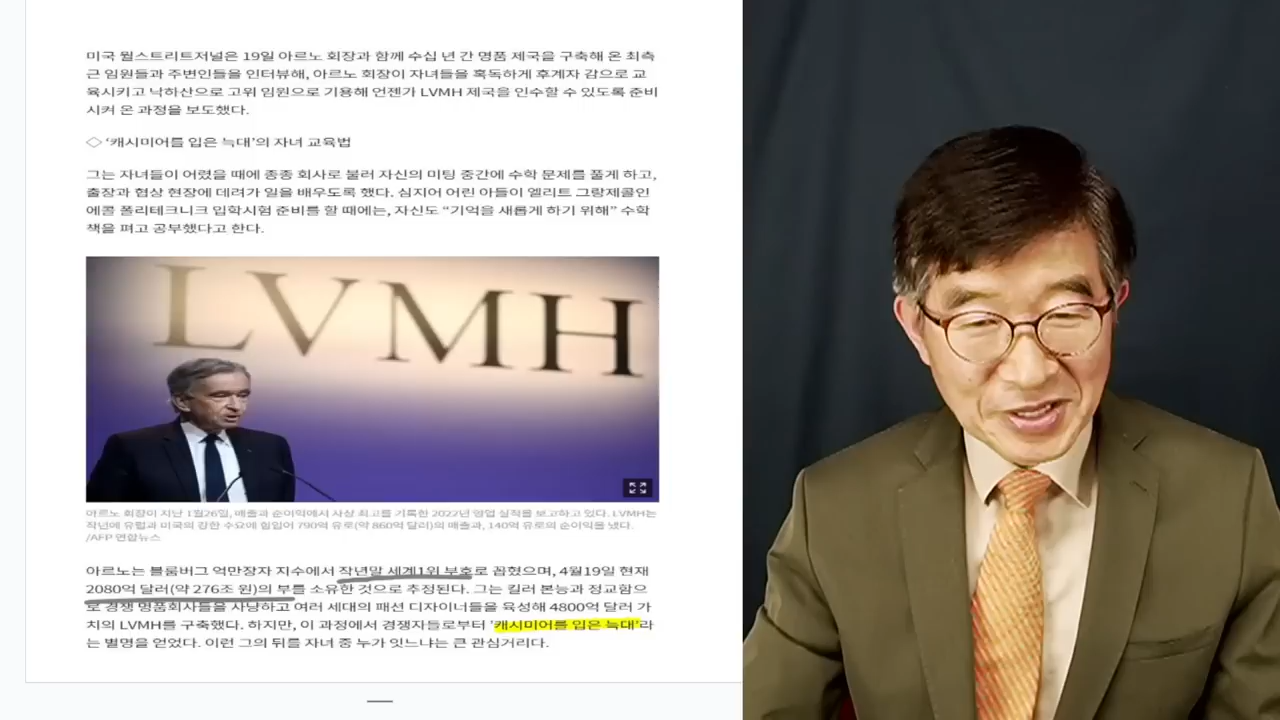 미국 월스트리트저널은 19일 아르노 회장과 함께 수십 년 간 명품 제국을 구축해 온 최측
근 임원들과 주변인들을 인터뷰해, 아르노 회장이 자녀들을 혹독하게 후계자 감으로 교
육시키고 낙하산으로 고위 임원으로 기용해 언젠가 LVMH 제국을 인수할 수 있도록 준비
시켜 온 과정을 보도했다.
◇ ‘캐시미어를 입은 늑대’의 자녀 교육법
그는 자녀들이 어렸을 때에 종종 회사로 불러 자신의 미팅 중간에 수학 문제를 풀게 하고,
출장과 협상 현장에 데려가 일을 배우도록 했다. 심지어 어린 아들이 엘리트 그랑제콜인
에콜 폴리테크니크 입학시험 준비를 할 때에는, 자신도 “기억을 새롭게 하기 위해” 수학
책을 펴고 공부했다고 한다.
LVMH
아르노 회장이 지난 1월26일, 매출과 순이익에서 사상 최고를 기록한 2022년 영업 실적을 보고하고 있다. LVMH는
작년에 유럽과 미국의 강한 수요에 힘입어 790억 유로(약 860억 달러)의 매출과, 140억 유로의 순이익을 냈다.
/AFP 연합뉴스
아르노는 블룸버그 억만장자 지수에서 작년말 세계1위 부호로 꼽혔으며, 4월19일 현재
2080억 달러(약 276조 원)의 부를 소유한 것으로 추정된다. 그는 킬러 본능과 정교함으
로 경쟁 명품회사들을 사냥하고 여러 세대의 패션 디자이너들을 육성해 4800억 달러 가
치의 LVMH를 구축했다. 하지만, 이 과정에서 경쟁자들로부터 ‘캐시미어를 입은 늑대’라
는 별명을 얻었다. 이런 그의 뒤를 자녀 중 누가 잇느냐는 큰 관심거리다.